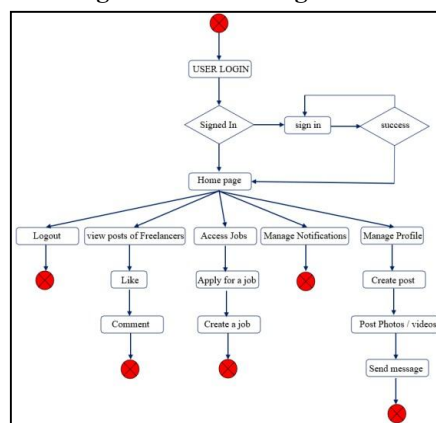 USER LOGIN
Signed In
sign in
success
Home page
Logout
view posts of Freelancers
Access Jobs
Manage Notifications
Manage Profile
Like
Apply for a job
Create post
Comment
Create a job
Post Photos / videos
Send message